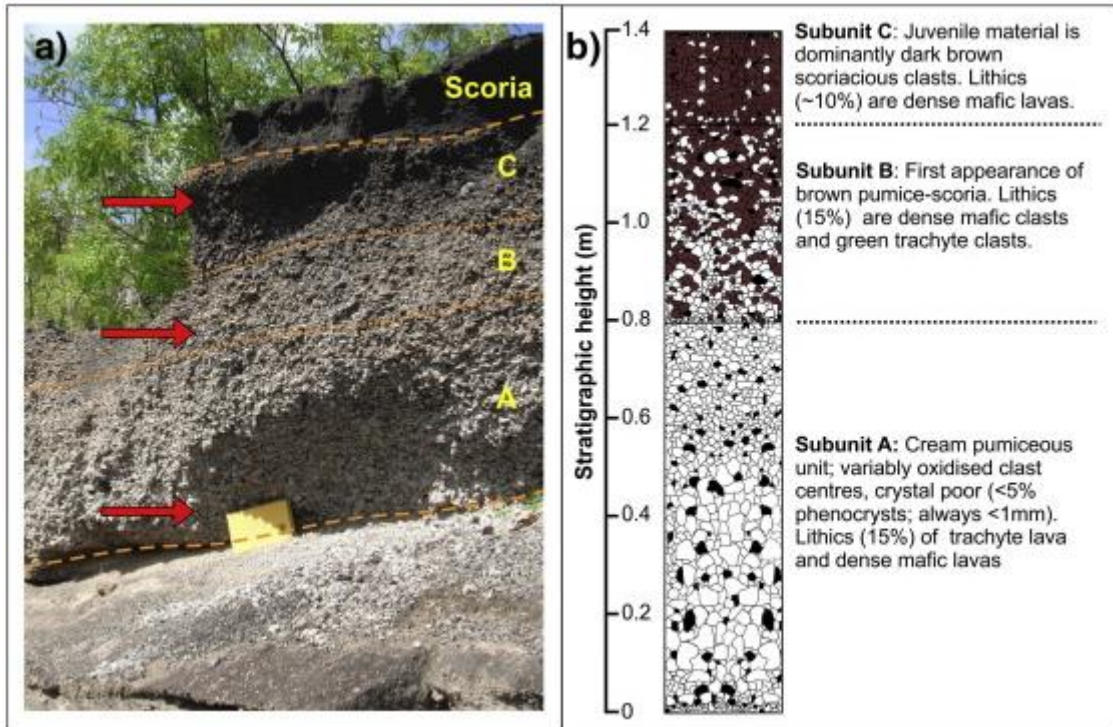 a)
Scoria
C
B
A
b)
Stratigraphic height (m)
1.4
1.2
1.0
0.8
0.6
0.4
0.2
0
Subunit C: Juvenile material is
dominantly dark brown
scoriacious clasts. Lithics
(~10%) are dense mafic lavas.
Subunit B: First appearance of
brown pumice-scoria. Lithics
(15%) are dense mafic clasts
and green trachyte clasts.
Subunit A: Cream pumiceous
unit; variably oxidised clast
centres, crystal poor (<5%
phenocrysts; always <1mm).
Lithics (15%) of trachyte lava
and dense mafic lavas